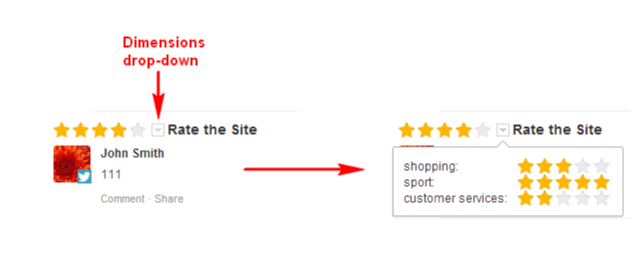 Dimensions
drop-down
Rate the Site
John Smith
111
Comment · Share
Rate the Site
shopping:
sport:
customer services: